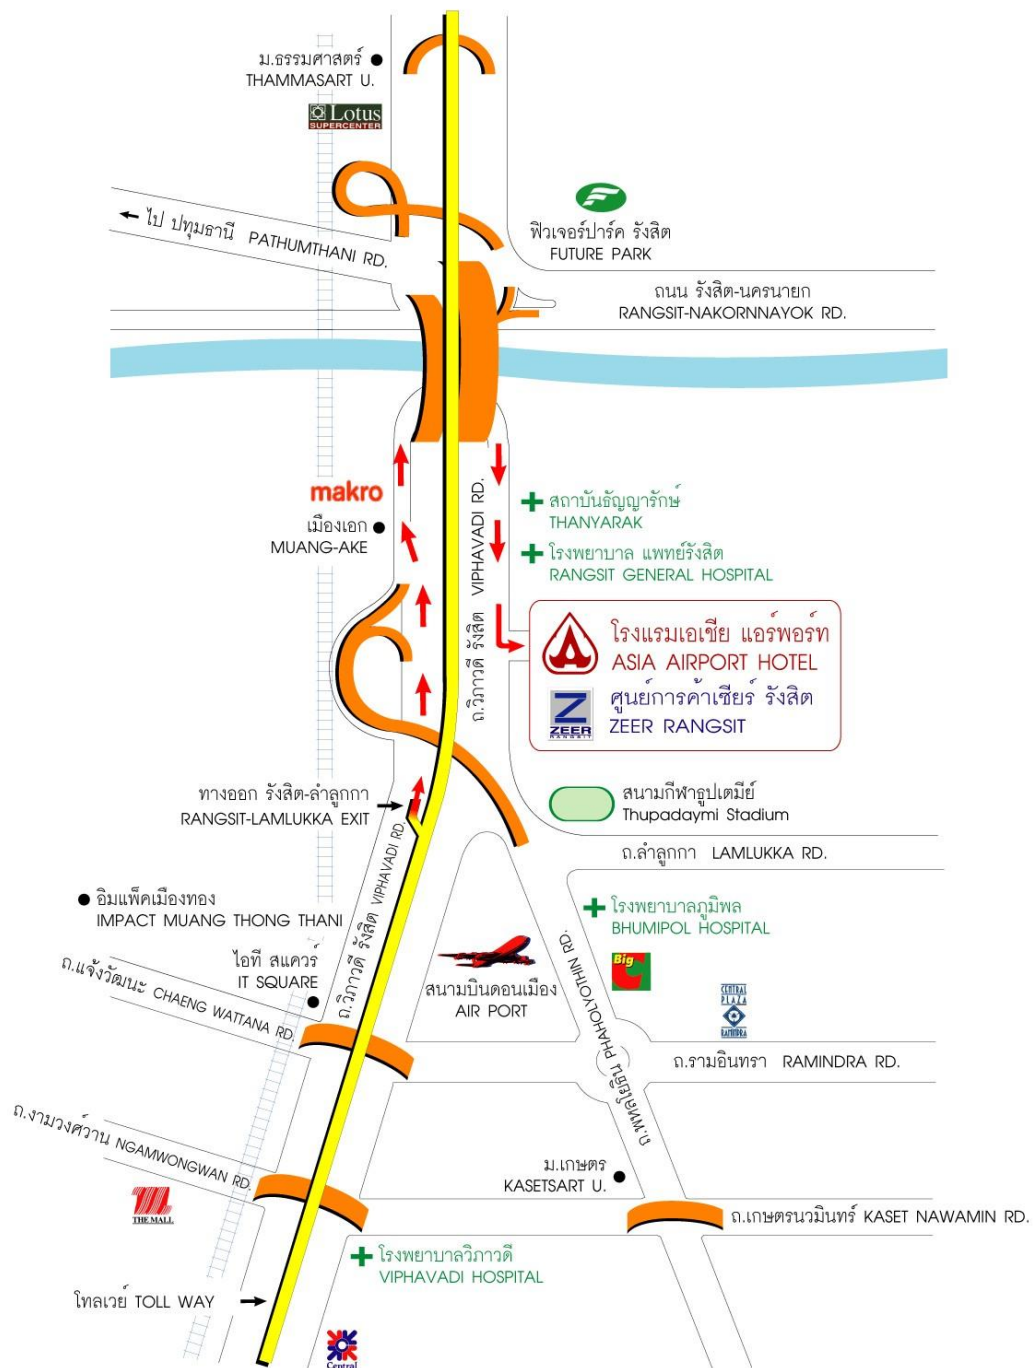 ม.ธรรมศาสตร์
THAMMASART U.
Lotus
SUPERCENTER
ไป ปทุมธานี PATHUMTHANI RD.
ฟิวเจอร์ปาร์ค รังสิต
FUTURE PARK
ถนน รังสิต-นครนายก
RANGSIT-NAKORNNAYOK RD.
makro
เมืองเอก
MUANG-AKE
ถ.วิภาวดี รังสิต VIPHAVADI RD.
สถาบันธัญญารักษ์
THANYARAK
โรงพยาบาล แพทย์รังสิต
RANGSIT GENERAL HOSPITAL
โรงแรมเอเชีย แอร์พอร์ท
ASIA AIRPORT HOTEL
Z
ZEER
RANGSIT
ศูนย์การค้าเซียร์ รังสิต
ZEER RANGSIT
ทางออก รังสิต-ลำลูกกา
RANGSIT-LAMLUKKA EXIT
สนามกีฬาธูปเตมีย์
Thupadaymi Stadium
ถ.ลำลูกกา LAMLUKKA RD.
ถ.วิภาวดี รังสิต VIPHAVADI RD.
อิมแพ็คเมืองทอง
IMPACT MUANG THONG THANI
โรงพยาบาลภูมิพล
BHUMIPOL HOSPITAL
ไอที สแควร์
IT SQUARE
Big C
ถ.แจ้งวัฒนะ CHAENG WATTANA RD.
สนามบินดอนเมือง
AIR PORT
CENTRAL
PLAZA
RAMINDRA
ถ.พหลโยธิน PHAHOLYOTHIN RD.
ถ.รามอินทรา RAMINDRA RD.
ถ.งามวงศ์วาน NGAMWONGWAN RD.
ม.เกษตร
KASETSART U.
THE MALL
ถ.เกษตรนวมินทร์ KASET NAWAMIN RD.
โรงพยาบาลวิภาวดี
VIPHAVADI HOSPITAL
โทลเวย์ TOLL WAY
Central